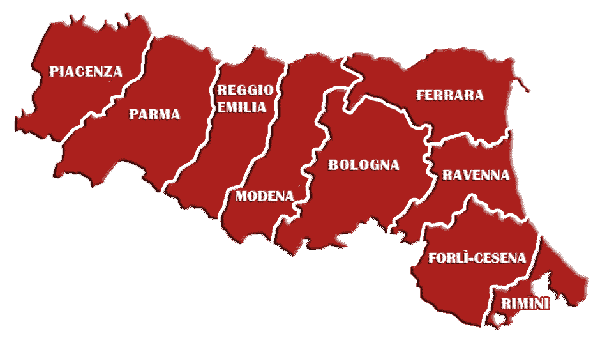 PIACENZA
PARMA
REGGIO
EMILIA
MODENA
BOLOGNA
FERRARA
RAVENNA
FORLÌ-CESENA
RIMINI